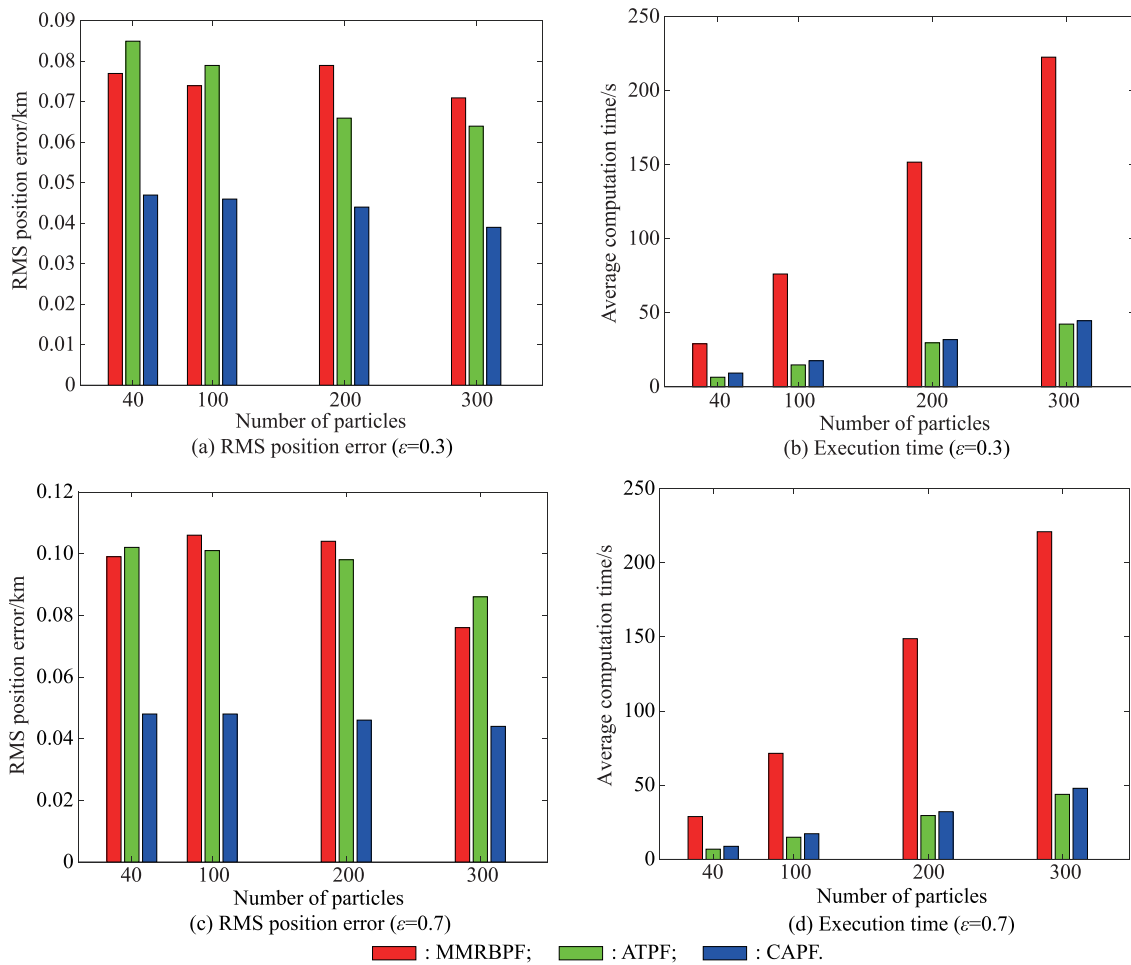 0.09
0.08
0.07
0.06
0.05
0.04
0.03
0.02
0.01
0
RMS position error/km
40 100 200 300
Number of particles
(a) RMS position error (ε=0.3)
250
200
150
100
50
0
Average computation time/s
40 100 200 300
Number of particles
(b) Execution time (ε=0.3)
0.12
0.10
0.08
0.06
0.04
0.02
0
RMS position error/km
40 100 200 300
Number of particles
(c) RMS position error (ε=0.7)
250
200
150
100
50
0
Average computation time/s
40 100 200 300
Number of particles
(d) Execution time (ε=0.7)
: MMRBPF; : ATPF; : CAPF.